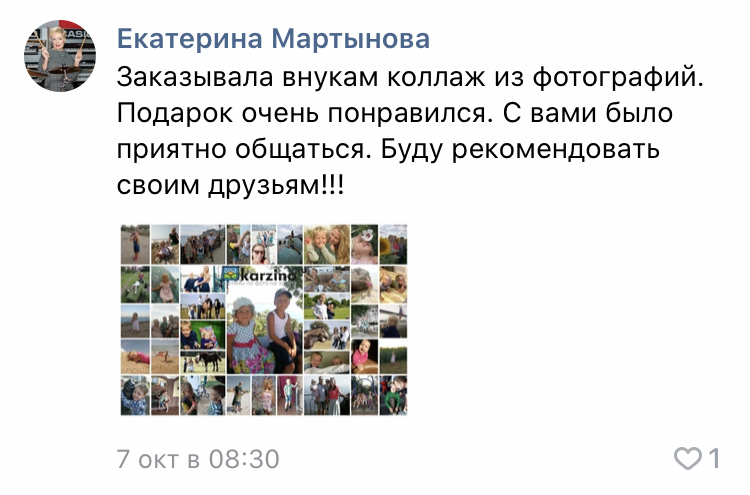 Екатерина Мартынова
Заказывала внукам коллаж из фотографий.
Подарок очень понравился. С вами было
приятно общаться. Буду рекомендовать
своим друзьям!!!
karzino
7 окт в 08:30
1